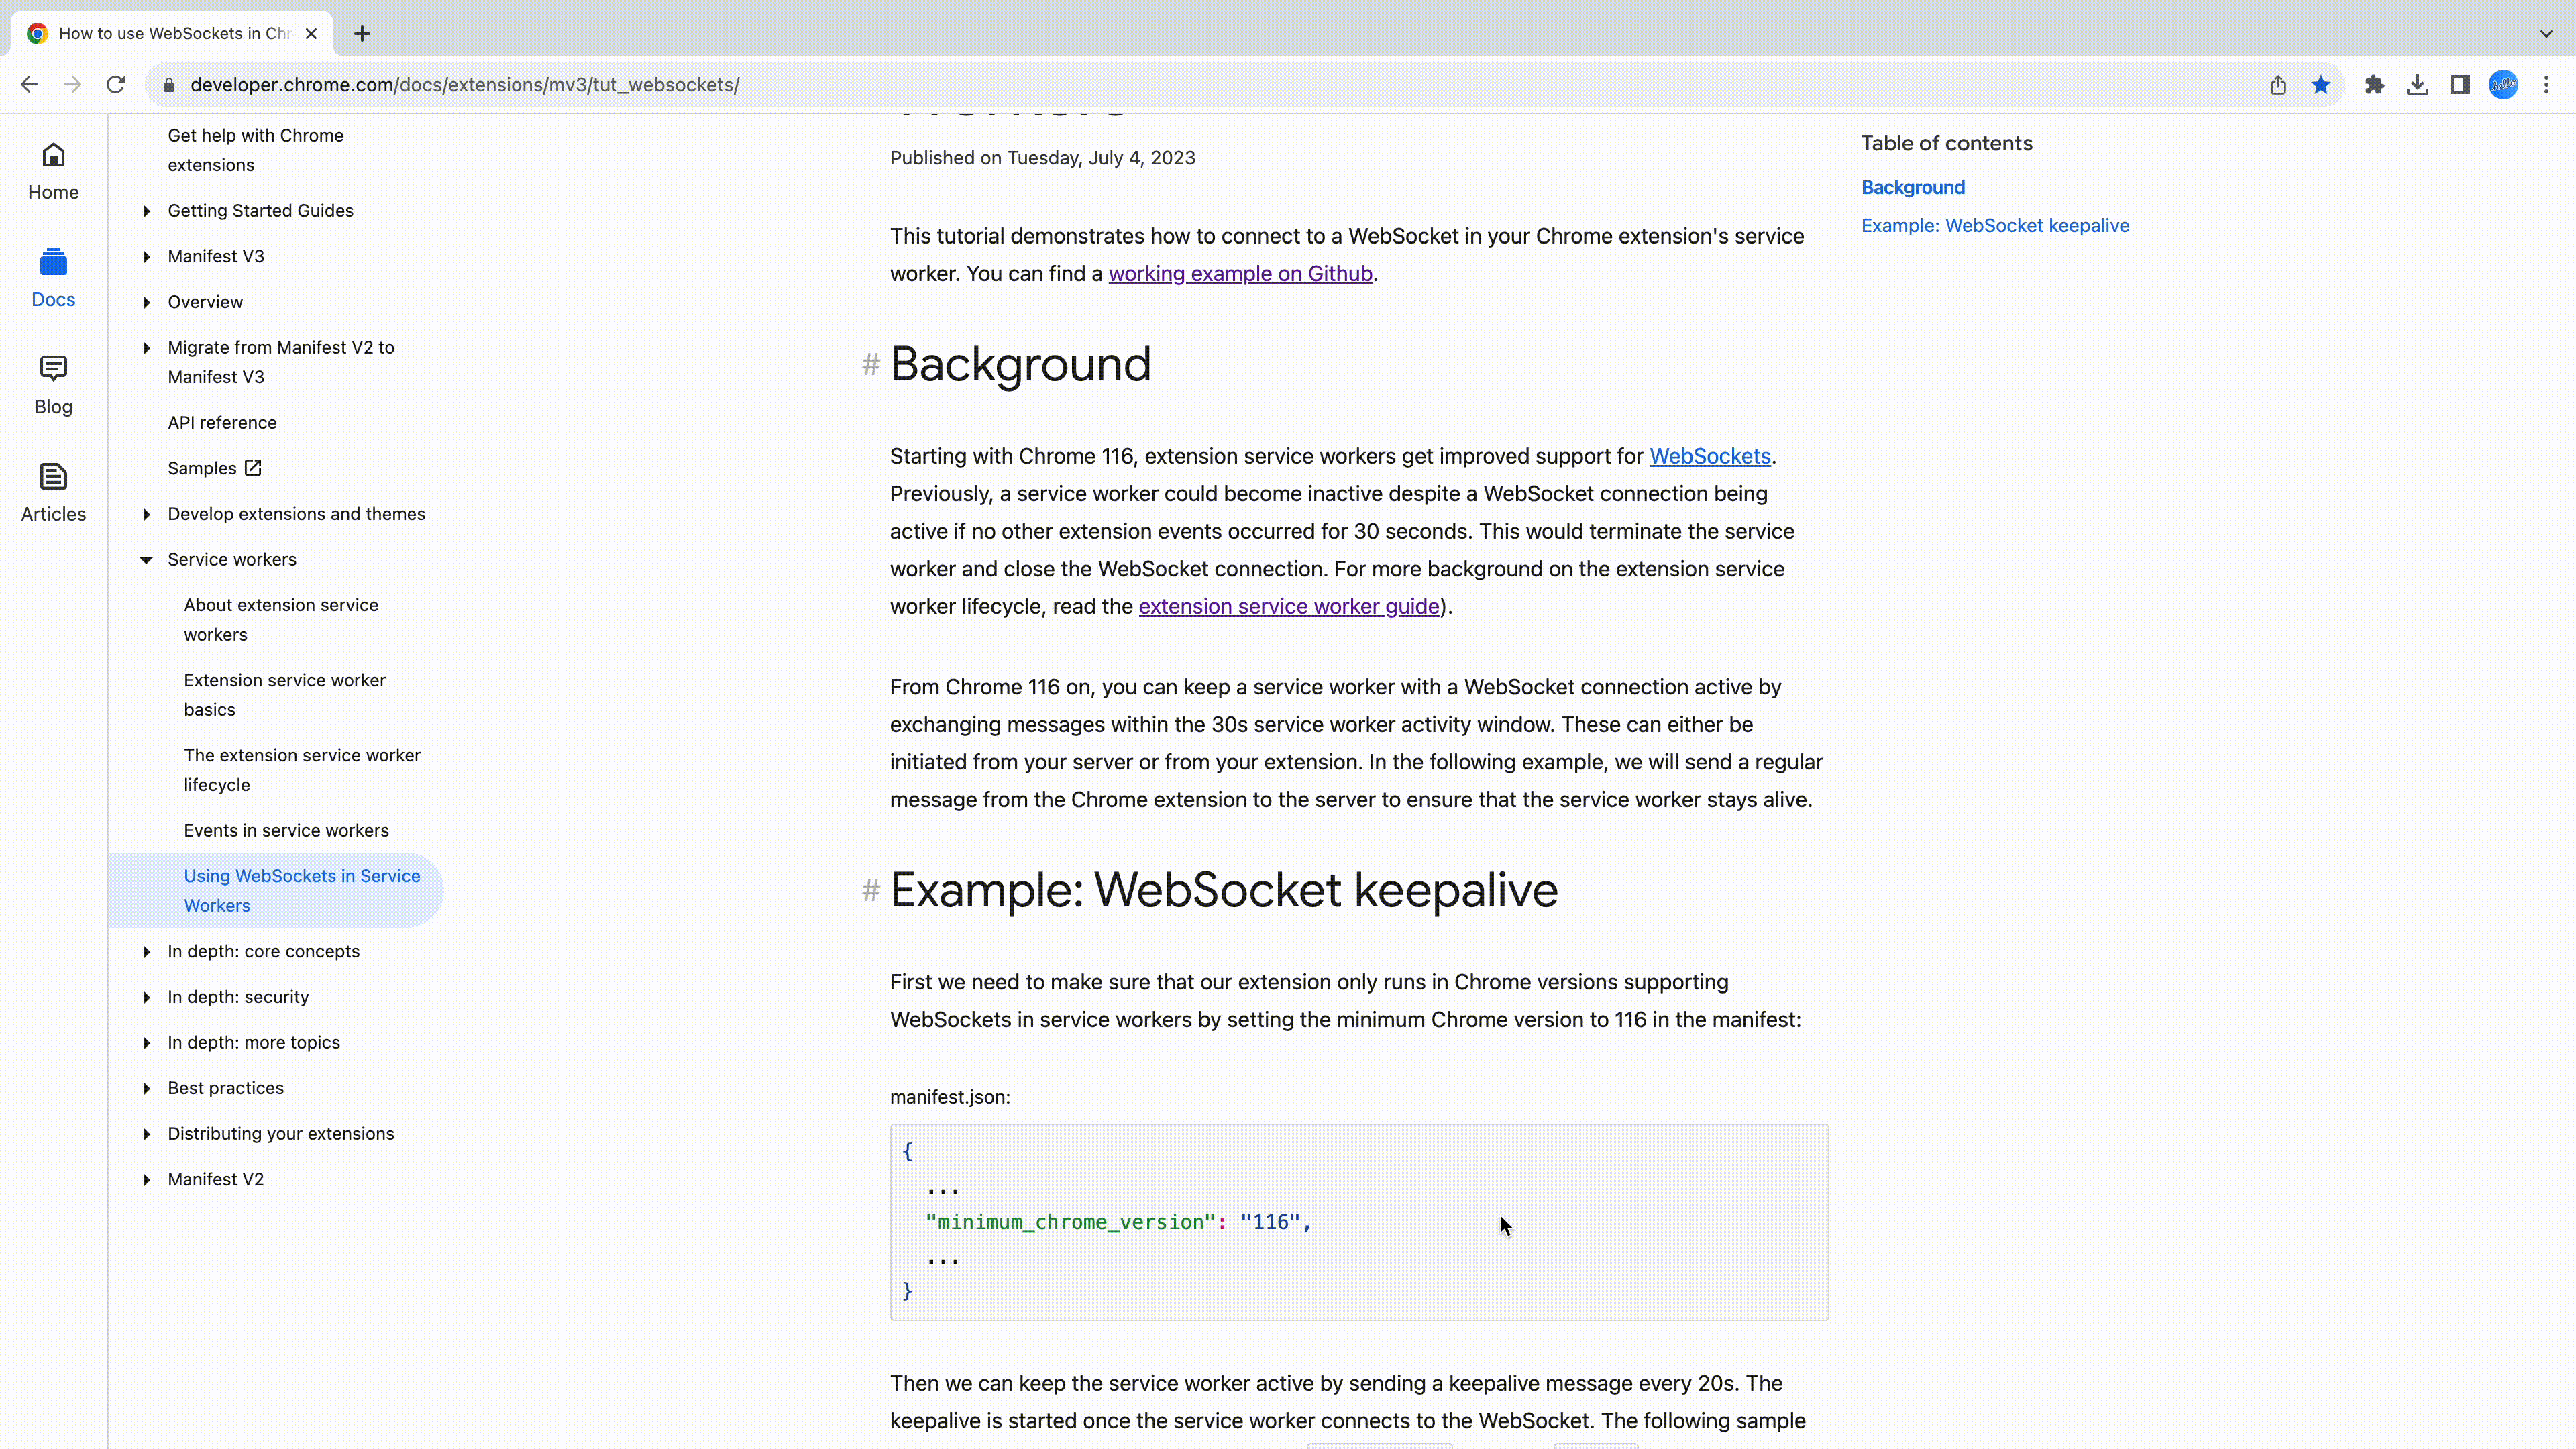 How to use WebSockets in Chr
developer.chrome.com/docs/extensions/mv3/tut_websockets/
hello
Home
Docs
Blog
Articles
Get help with Chrome
extensions
Getting Started Guides
Manifest V3
Overview
Migrate from Manifest V2 to
Manifest V3
API reference
Samples
Develop extensions and themes
Service workers
About extension service
workers
Extension service worker
basics
The extension service worker
lifecycle
Events in service workers
Using WebSockets in Service
Workers
In depth: core concepts
In depth: security
In depth: more topics
Best practices
Distributing your extensions
Manifest V2
Published on Tuesday, July 4, 2023
This tutorial demonstrates how to connect to a WebSocket in your Chrome extension's service
worker. You can find a working example on Github.
# Background
Starting with Chrome 116, extension service workers get improved support for WebSockets.
Previously, a service worker could become inactive despite a WebSocket connection being
active if no other extension events occurred for 30 seconds. This would terminate the service
worker and close the WebSocket connection. For more background on the extension service
worker lifecycle, read the extension service worker guide).
From Chrome 116 on, you can keep a service worker with a WebSocket connection active by
exchanging messages within the 30s service worker activity window. These can either be
initiated from your server or from your extension. In the following example, we will send a regular
message from the Chrome extension to the server to ensure that the service worker stays alive.
# Example: WebSocket keepalive
First we need to make sure that our extension only runs in Chrome versions supporting
WebSockets in service workers by setting the minimum Chrome version to 116 in the manifest:
manifest.json:
{
...
"minimum_chrome_version": "116",
...
}
Then we can keep the service worker active by sending a keepalive message every 20s. The
keepalive is started once the service worker connects to the WebSocket. The following sample
Table of contents
Background
Example: WebSocket keepalive